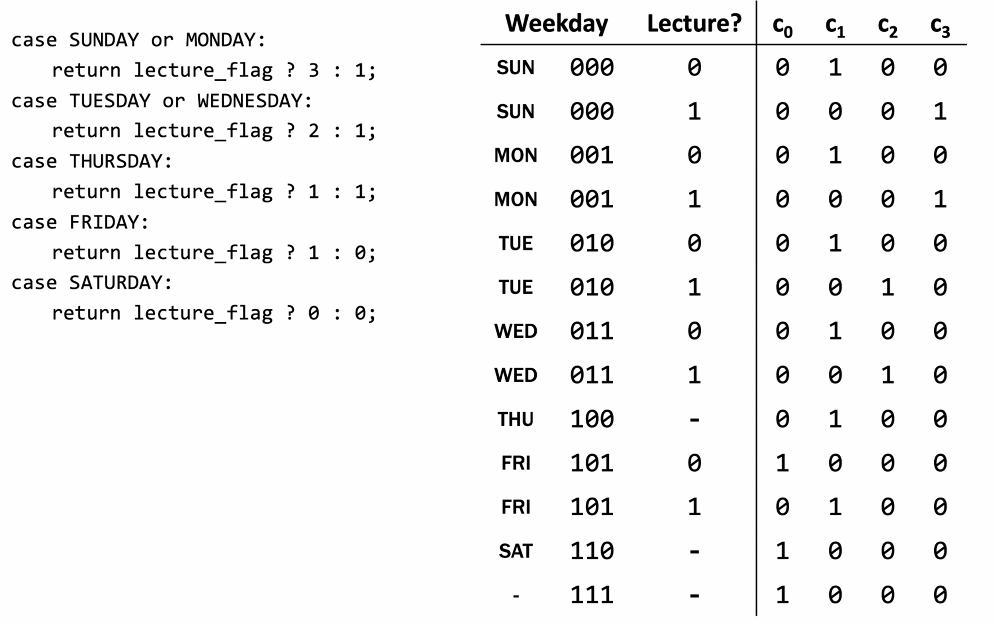 case SUNDAY or MONDAY:
return lecture_flag ? 3 : 1;
case TUESDAY or WEDNESDAY:
return lecture_flag ? 2 : 1;
case THURSDAY:
return lecture_flag ? 1 : 1;
case FRIDAY:
return lecture_flag ? 1 : 0;
case SATURDAY:
return lecture_flag ? 0 : 0;
Weekday Lecture? c₀ c₁ c₂ c₃
SUN 000 0 0 1 0 0
SUN 000 1 0 0 0 1
MON 001 0 0 1 0 0
MON 001 1 0 0 0 1
TUE 010 0 0 1 0 0
TUE 010 1 0 0 1 0
WED 011 0 0 1 0 0
WED 011 1 0 0 1 0
THU 100 - 0 1 0 0
FRI 101 0 1 0 0 0
FRI 101 1 0 1 0 0
SAT 110 - 1 0 0 0
- 111 - 1 0 0 0